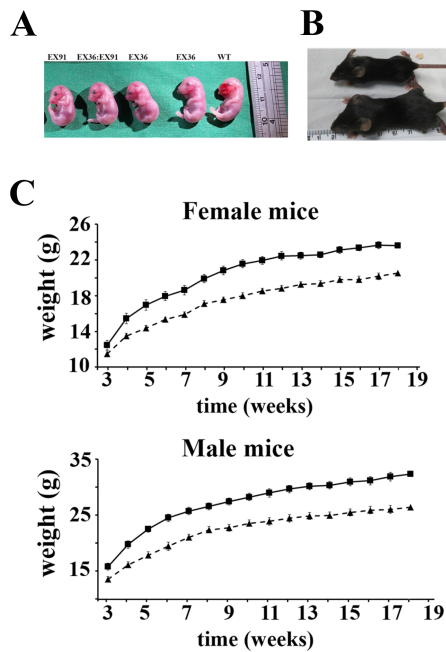 A
EX91 EX36:EX91 EX36 EX36 WT
B
C
Female mice
weight (g)
26
22
18
14
10
3 5 7 9 11 13 15 17 19
time (weeks)
Male mice
weight (g)
35
25
15
3 5 7 9 11 13 15 17 19
time (weeks)